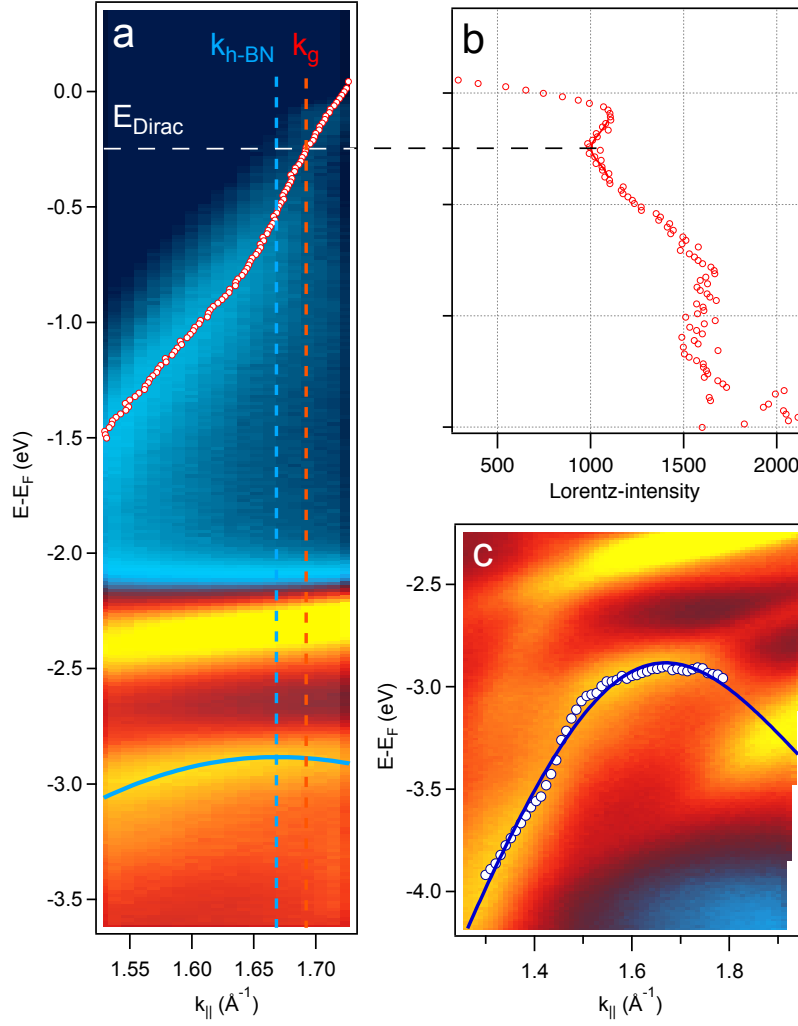 a
k_h-BN
k_g
E_Dirac
0.0
-0.5
-1.0
-1.5
-2.0
-2.5
-3.0
-3.5
E-E_F (eV)
1.55
1.60
1.65
1.70
k_|| (Å^-1)
b
500
1000
1500
2000
Lorentz-intensity
c
-2.5
-3.0
-3.5
-4.0
E-E_F (eV)
1.4
1.6
1.8
k_|| (Å^-1)